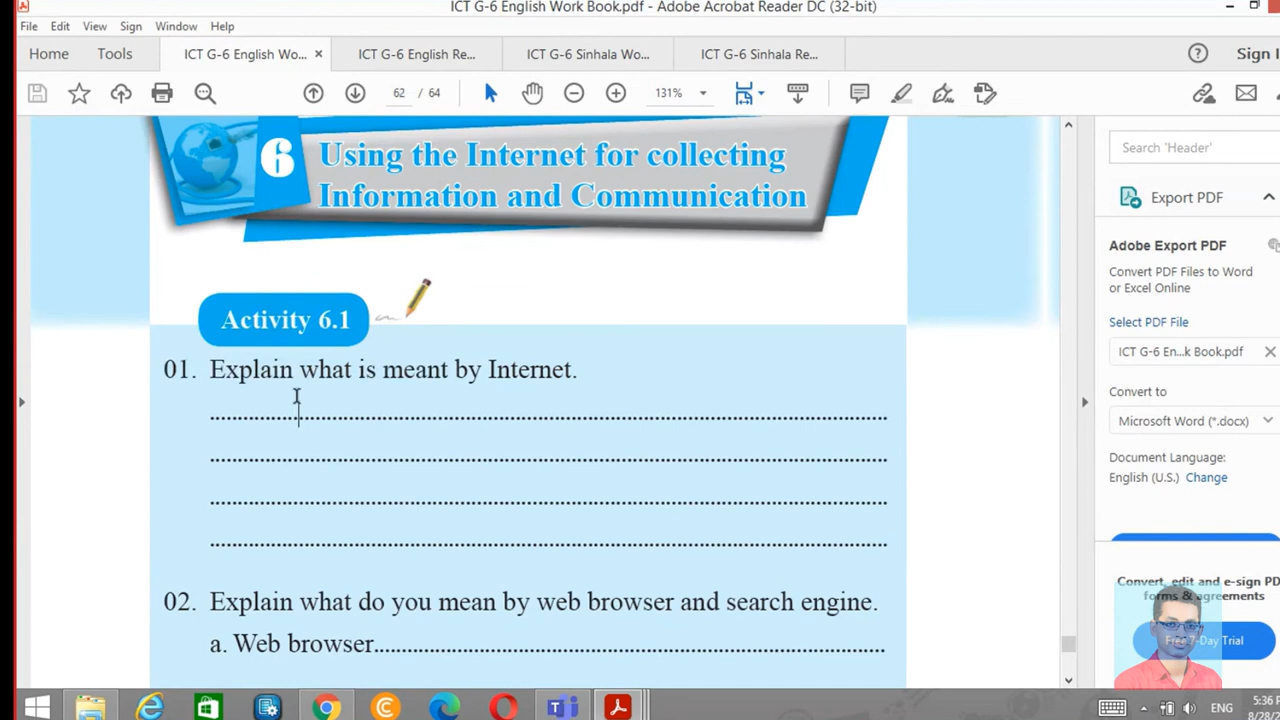 ICT G-6 English Work Book.pdf - Adobe Acrobat Reader DC (32-bit)
File Edit View Sign Window Help
Home Tools ICT G-6 English Wo... × ICT G-6 English Re... ICT G-6 Sinhala Wo... ICT G-6 Sinhala Re... ? Sign I
62 / 64 131%
6 Using the Internet for collecting
Information and Communication
Activity 6.1
01. Explain what is meant by Internet.
02. Explain what do you mean by web browser and search engine.
a. Web browser
Search 'Header'
Export PDF
Adobe Export PDF
Convert PDF Files to Word
or Excel Online
Select PDF File
ICT G-6 En...k Book.pdf ×
Convert to
Microsoft Word (*.docx)
Document Language:
English (U.S.) Change
Convert, edit and e-sign PD
forms & agreements
Free 7-Day Trial
ENG
5:36 P
8/28/2